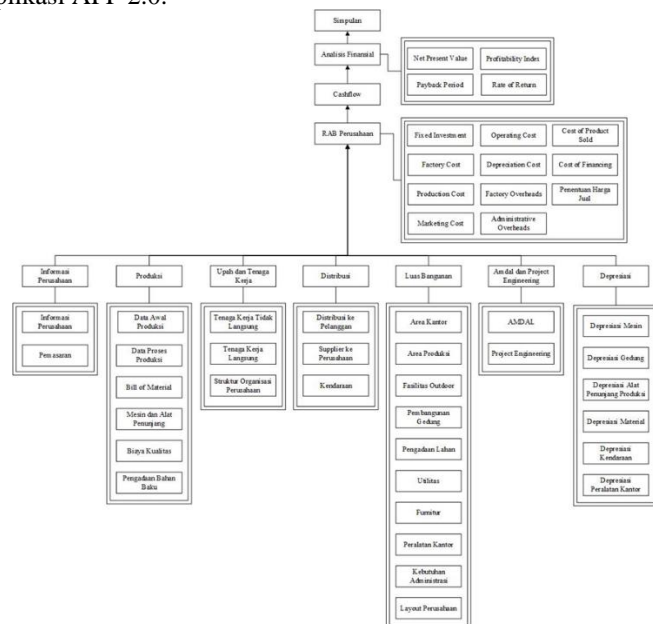 plikasi APP 2.0.
Simpulan
Analisis Finansial
Net Present Value
Profitability Index
Payback Period
Rate of Return
Cashflow
RAB Perusahaan
Fixed Investment
Operating Cost
Cost of Product
Sold
Factory Cost
Depreciation Cost
Cost of Financing
Production Cost
Factory Overheads
Penentuan Harga
Jual
Marketing Cost
Administrative
Overheads
Informasi
Perusahaan
Produksi
Upah dan Tenaga
Kerja
Distribusi
Luas Bangunan
Amdal dan Project
Engineering
Depresiasi
Informasi
Perusahaan
Pemasaran
Data Awal
Produksi
Data Proses
Produksi
Bill of Material
Mesin dan Alat
Penunjang
Biaya Kualitas
Pengadaan Bahan
Baku
Tenaga Kerja Tidak
Langsung
Tenaga Kerja
Langsung
Struktur Organisasi
Perusahaan
Distribusi ke
Pelanggan
Supplier ke
Perusahaan
Kendaraan
Area Kantor
Area Produksi
Fasilitas Outdoor
Pembangunan
Gedung
Pengadaan Lahan
Utilitas
Furnitur
Peralatan Kantor
Kebutuhan
Administrasi
Layout Perusahaan
AMDAL
Project Engineering
Depresiasi Mesin
Depresiasi Gedung
Depresiasi Alat
Penunjang Produksi
Depresiasi Material
Depresiasi
Kendaraan
Depresiasi
Peralatan Kantor